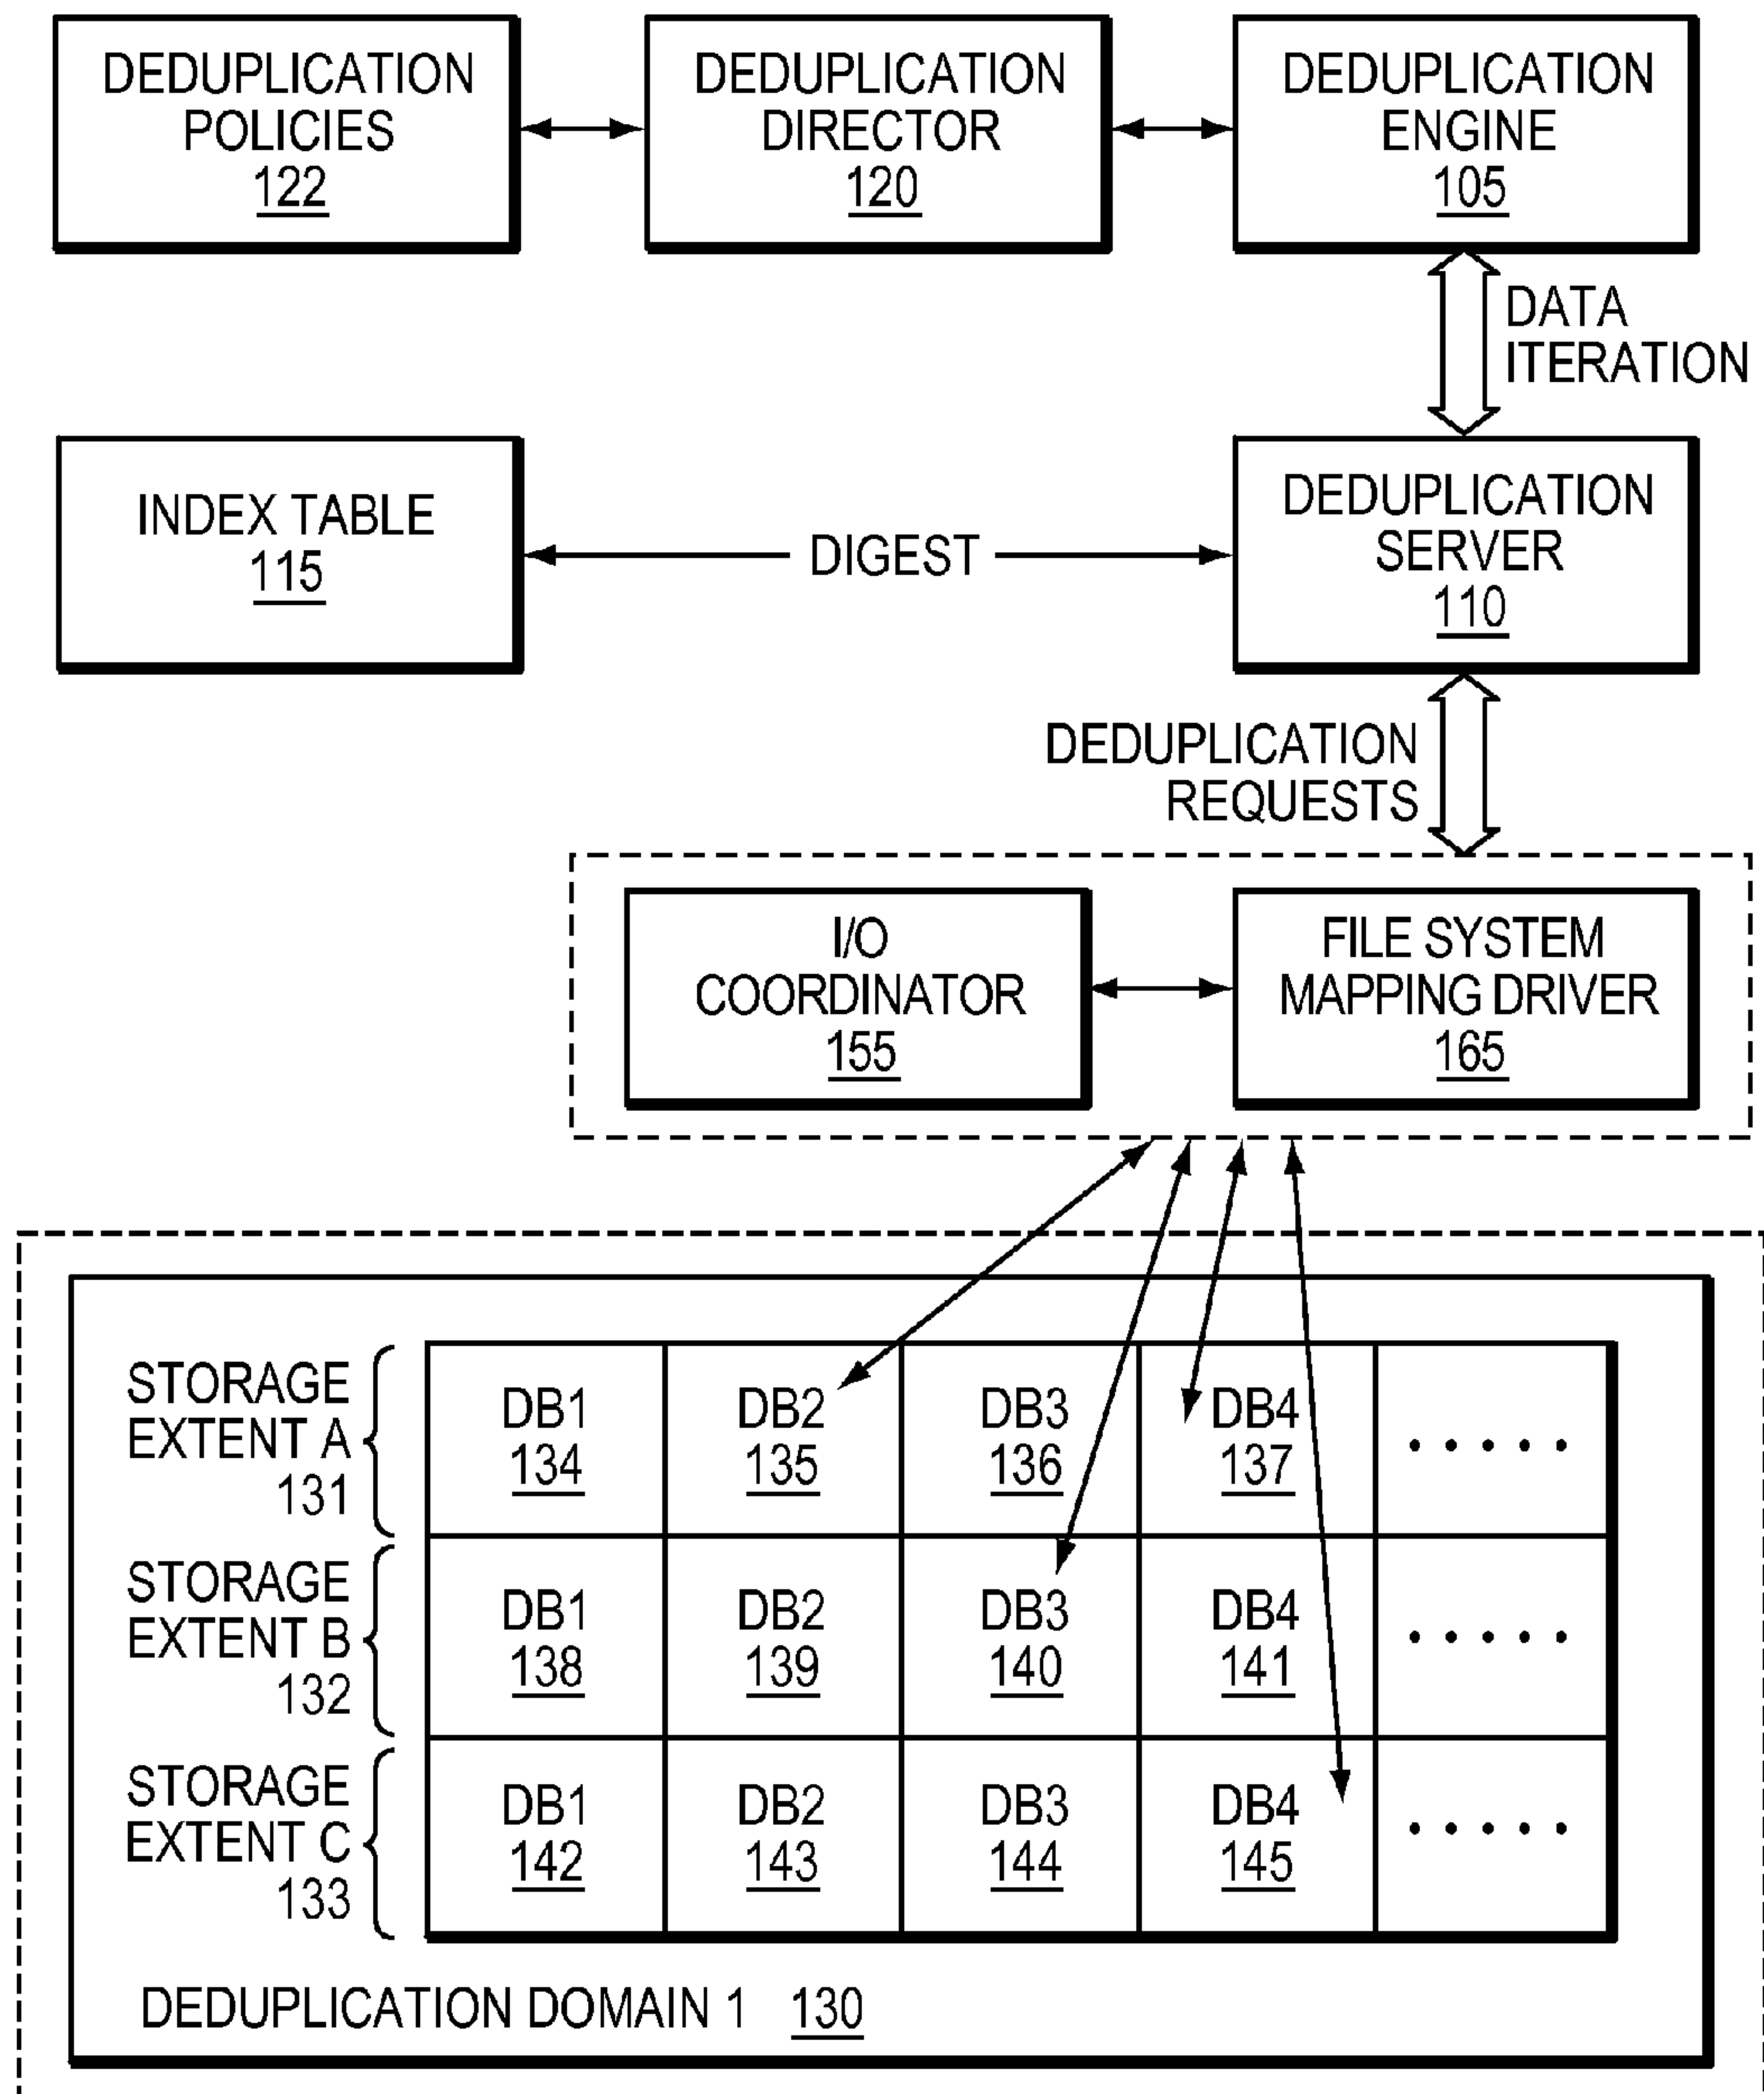 DEDUPLICATION
POLICIES
122
DEDUPLICATION
DIRECTOR
120
DEDUPLICATION
ENGINE
105
DATA
ITERATION
INDEX TABLE
115
DIGEST
DEDUPLICATION
SERVER
110
DEDUPLICATION
REQUESTS
I/O
COORDINATOR
155
FILE SYSTEM
MAPPING DRIVER
165
STORAGE
EXTENT A
131
DB1
134
DB2
135
DB3
136
DB4
137
.....
STORAGE
EXTENT B
132
DB1
138
DB2
139
DB3
140
DB4
141
.....
STORAGE
EXTENT C
133
DB1
142
DB2
143
DB3
144
DB4
145
.....
DEDUPLICATION DOMAIN 1 130